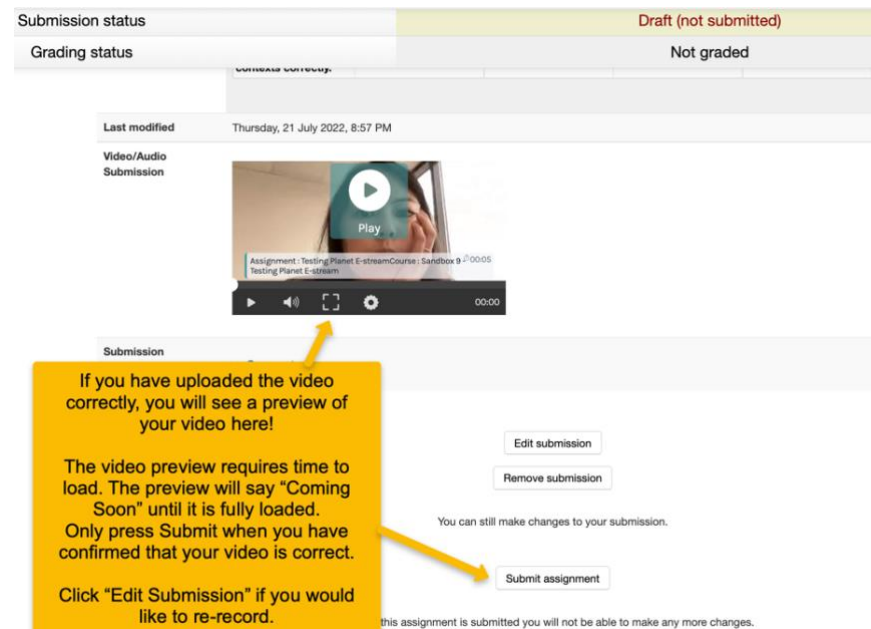 Submission status
Draft (not submitted)
Grading status
Not graded
contexts correctly.
Last modified
Thursday, 21 July 2022, 8:57 PM
Video/Audio
Submission
Play
Assignment : Testing Planet E-streamCourse : Sandbox 9
Testing Planet E-stream
00:05
00:00
Submission
If you have uploaded the video
correctly, you will see a preview of
your video here!
The video preview requires time to
load. The preview will say “Coming
Soon” until it is fully loaded.
Only press Submit when you have
confirmed that your video is correct.
Click “Edit Submission” if you would
like to re-record.
Edit submission
Remove submission
You can still make changes to your submission.
Submit assignment
this assignment is submitted you will not be able to make any more changes.